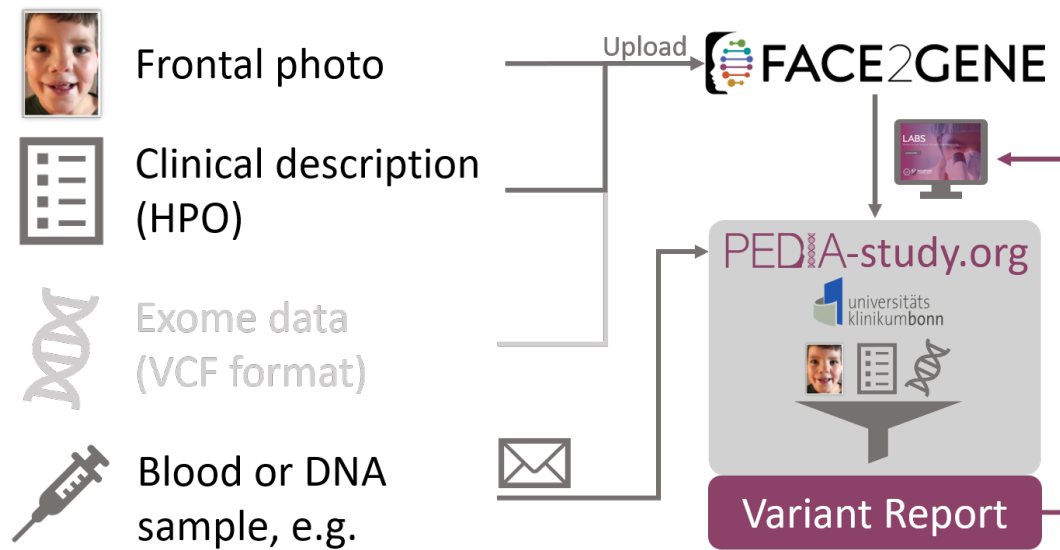 Frontal photo
Upload
FACE2GENE
Clinical description
(HPO)
LABS
PEDIA-study.org
universitäts
klinikumbonn
Exome data
(VCF format)
Blood or DNA
sample, e.g.
Variant Report